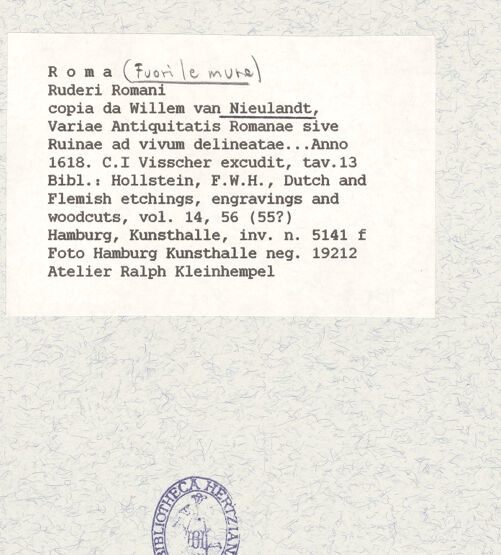 R o m a (Fuori le mura)
Ruderi Romani
copia da Willem van Nieulandt,
Variae Antiquitatis Romanae sive
Ruinae ad vivum delineatae...Anno
1618. C.I Visscher excudit, tav.13
Bibl.: Hollstein, F.W.H., Dutch and
Flemish etchings, engravings and
woodcuts, vol. 14, 56 (55?)
Hamburg, Kunsthalle, inv. n. 5141 f
Foto Hamburg Kunsthalle neg. 19212
Atelier Ralph Kleinhempel
BIBLIOTHECA HERTZIAN